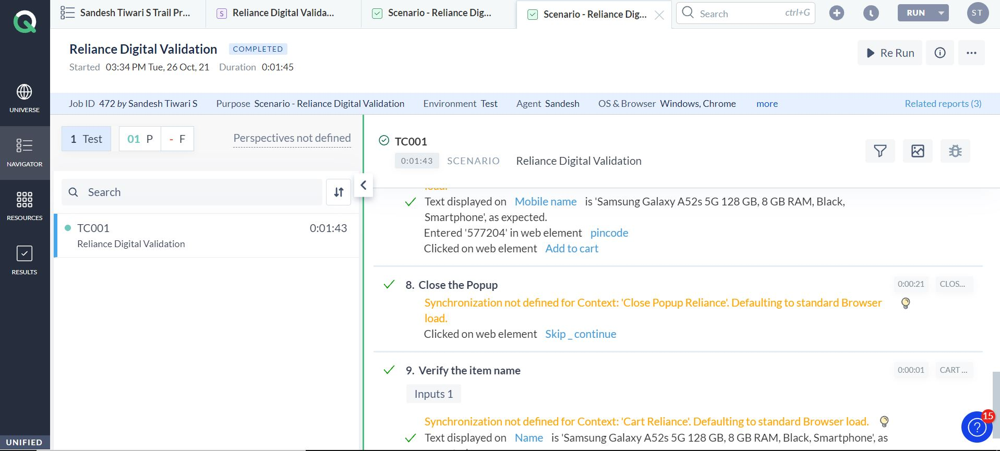 Sandesh Tiwari S Trail Pr...
S Reliance Digital Valida...
Scenario - Reliance Dig...
Scenario - Reliance Dig...
Search ctrl+G
RUN
ST
Reliance Digital Validation COMPLETED
Started 03:34 PM Tue, 26 Oct, 21 Duration 0:01:45
Re Run
Job ID 472 by Sandesh Tiwari S Purpose Scenario - Reliance Digital Validation Environment Test Agent Sandesh OS & Browser Windows, Chrome more Related reports (3)
UNIVERSE
NAVIGATOR
RESOURCES
RESULTS
UNIFIED
1 Test 01 P - F Perspectives not defined
Search
TC001 0:01:43
Reliance Digital Validation
TC001
0:01:43 SCENARIO Reliance Digital Validation
load.
Text displayed on Mobile name is 'Samsung Galaxy A52s 5G 128 GB, 8 GB RAM, Black,
Smartphone', as expected.
Entered '577204' in web element pincode
Clicked on web element Add to cart
8. Close the Popup 0:00:21 CLOS...
Synchronization not defined for Context: 'Close Popup Reliance'. Defaulting to standard Browser
load.
Clicked on web element Skip _ continue
9. Verify the item name 0:00:01 CART ...
Inputs 1
Synchronization not defined for Context: 'Cart Reliance'. Defaulting to standard Browser load.
Text displayed on Name is 'Samsung Galaxy A52s 5G 128 GB, 8 GB RAM, Black, Smartphone', as
15
?